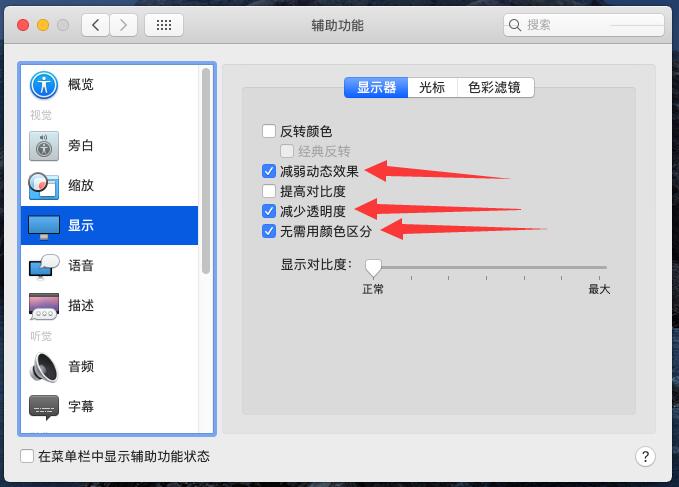 辅助功能
搜索
概览
视觉
旁白
缩放
显示
语音
描述
听觉
音频
字幕
显示器 光标 色彩滤镜
反转颜色
经典反转
减弱动态效果
提高对比度
减少透明度
无需用颜色区分
显示对比度：
正常 最大
在菜单栏中显示辅助功能状态
?